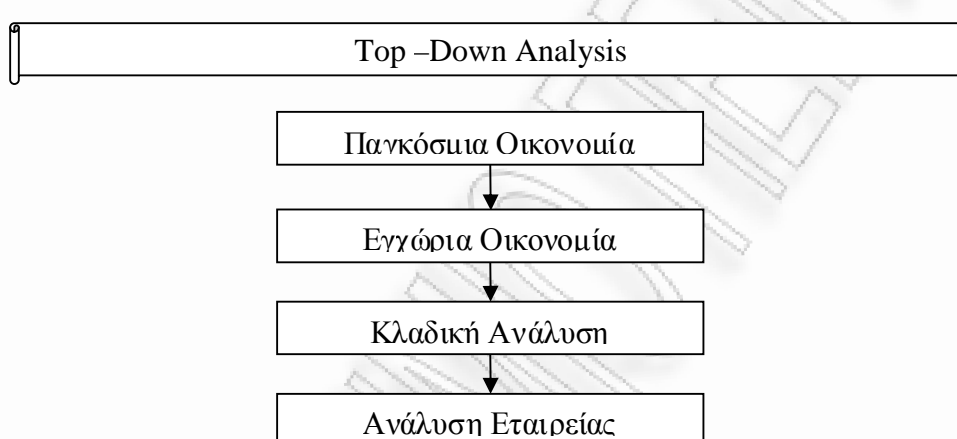 Top –Down Analysis
Παγκόσμια Οικονομία
Εγχώρια Οικονομία
Κλαδική Ανάλυση
Ανάλυση Εταιρείας